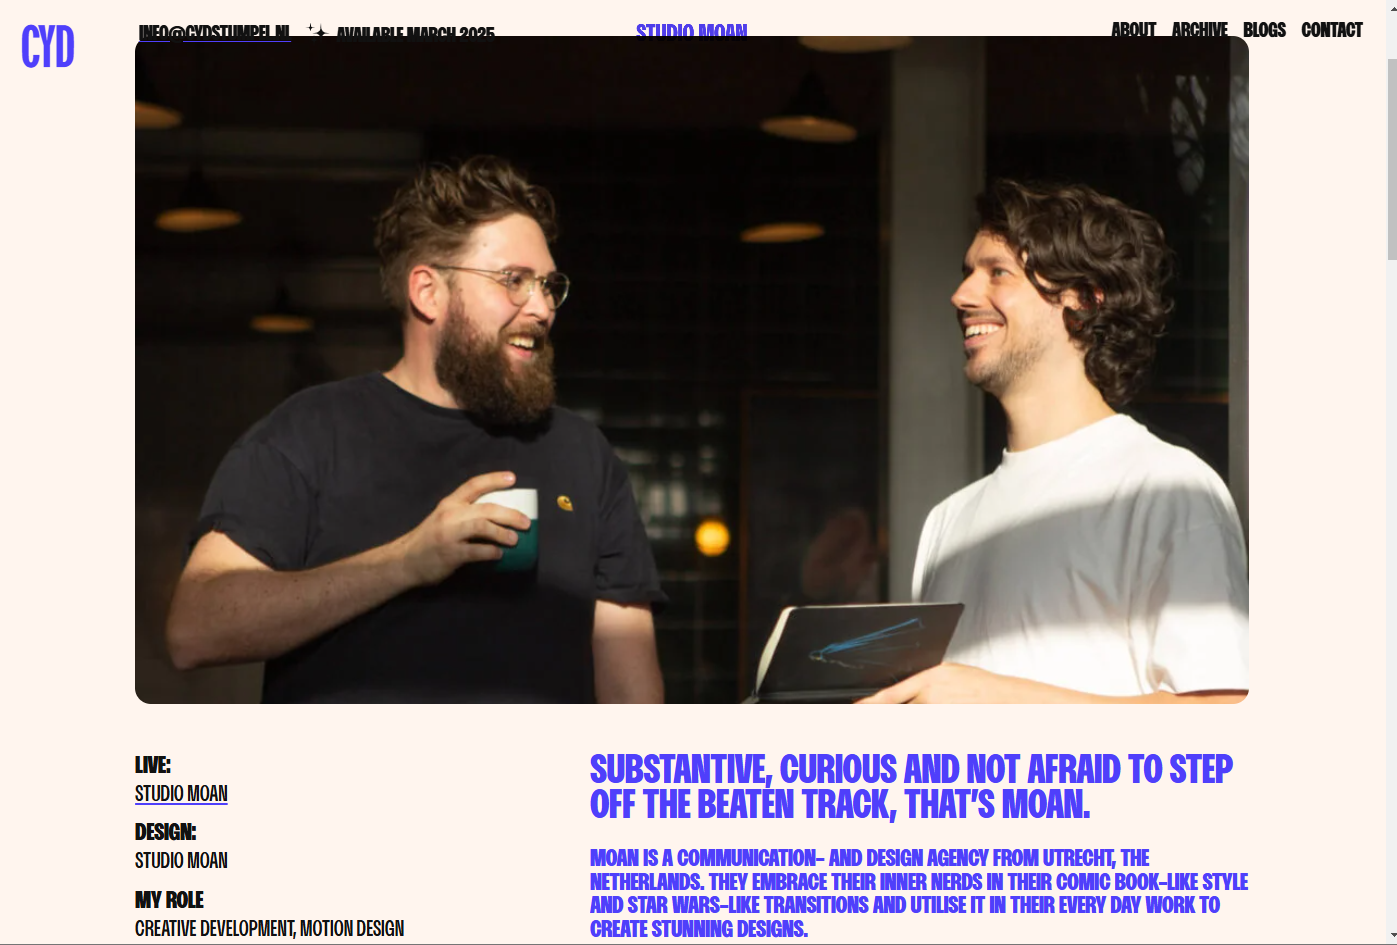 CYD
INFO@CYDSTUMPEL.NL
AVAILABLE MARCH 2025
STUDIO MOAN
ABOUT ARCHIVE BLOGS CONTACT
LIVE:
STUDIO MOAN
DESIGN:
STUDIO MOAN
MY ROLE
CREATIVE DEVELOPMENT, MOTION DESIGN
SUBSTANTIVE, CURIOUS AND NOT AFRAID TO STEP
OFF THE BEATEN TRACK, THAT'S MOAN.
MOAN IS A COMMUNICATION- AND DESIGN AGENCY FROM UTRECHT, THE
NETHERLANDS. THEY EMBRACE THEIR INNER NERDS IN THEIR COMIC BOOK-LIKE STYLE
AND STAR WARS-LIKE TRANSITIONS AND UTILISE IT IN THEIR EVERY DAY WORK TO
CREATE STUNNING DESIGNS.